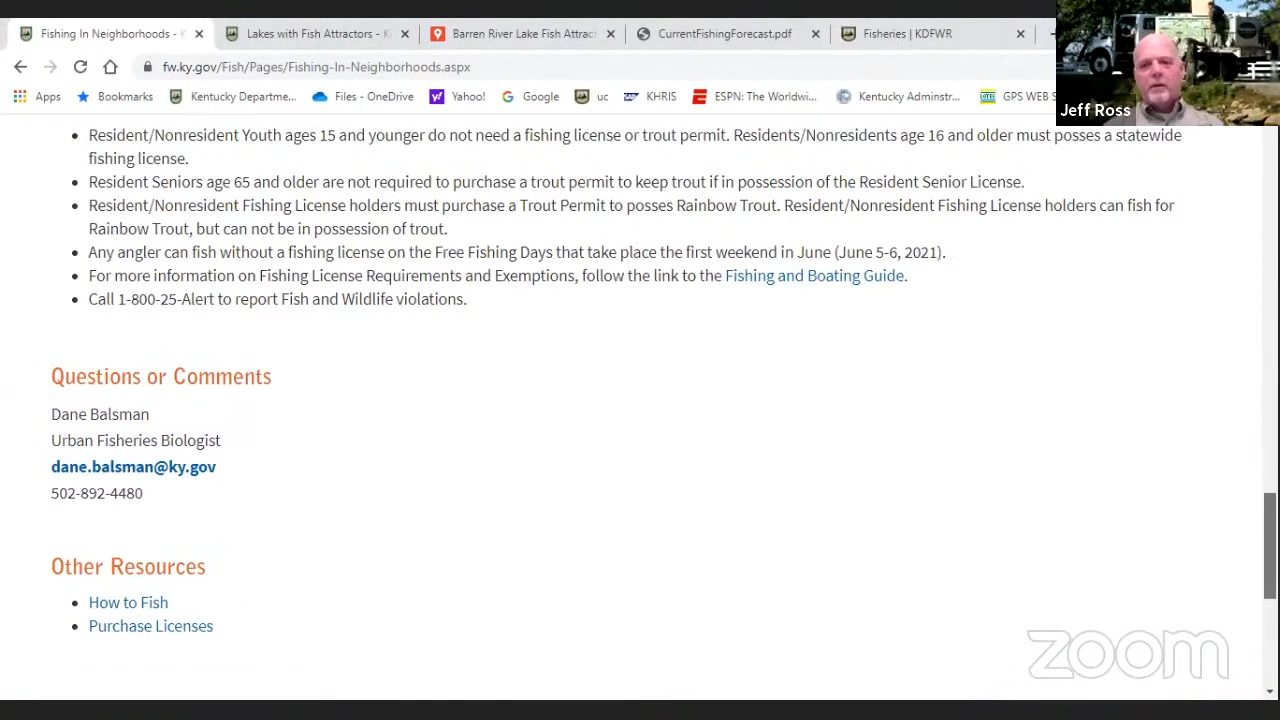 Fishing In Neighborhoods - K
Lakes with Fish Attractors - K
Barren River Lake Fish Attract
CurrentFishingForecast.pdf
Fisheries | KDFWR
fw.ky.gov/Fish/Pages/Fishing-In-Neighborhoods.aspx
Apps
Bookmarks
Kentucky Departme...
Files - OneDrive
Yahoo!
Google
uc
KHRIS
ESPN: The Worldwi...
Kentucky Adminstr...
GPS WEB S
Jeff Ross
• Resident/Nonresident Youth ages 15 and younger do not need a fishing license or trout permit. Residents/Nonresidents age 16 and older must posses a statewide
fishing license.
• Resident Seniors age 65 and older are not required to purchase a trout permit to keep trout if in possession of the Resident Senior License.
• Resident/Nonresident Fishing License holders must purchase a Trout Permit to posses Rainbow Trout. Resident/Nonresident Fishing License holders can fish for
Rainbow Trout, but can not be in possession of trout.
• Any angler can fish without a fishing license on the Free Fishing Days that take place the first weekend in June (June 5-6, 2021).
• For more information on Fishing License Requirements and Exemptions, follow the link to the Fishing and Boating Guide.
• Call 1-800-25-Alert to report Fish and Wildlife violations.
Questions or Comments
Dane Balsman
Urban Fisheries Biologist
dane.balsman@ky.gov
502-892-4480
Other Resources
• How to Fish
• Purchase Licenses
zoom